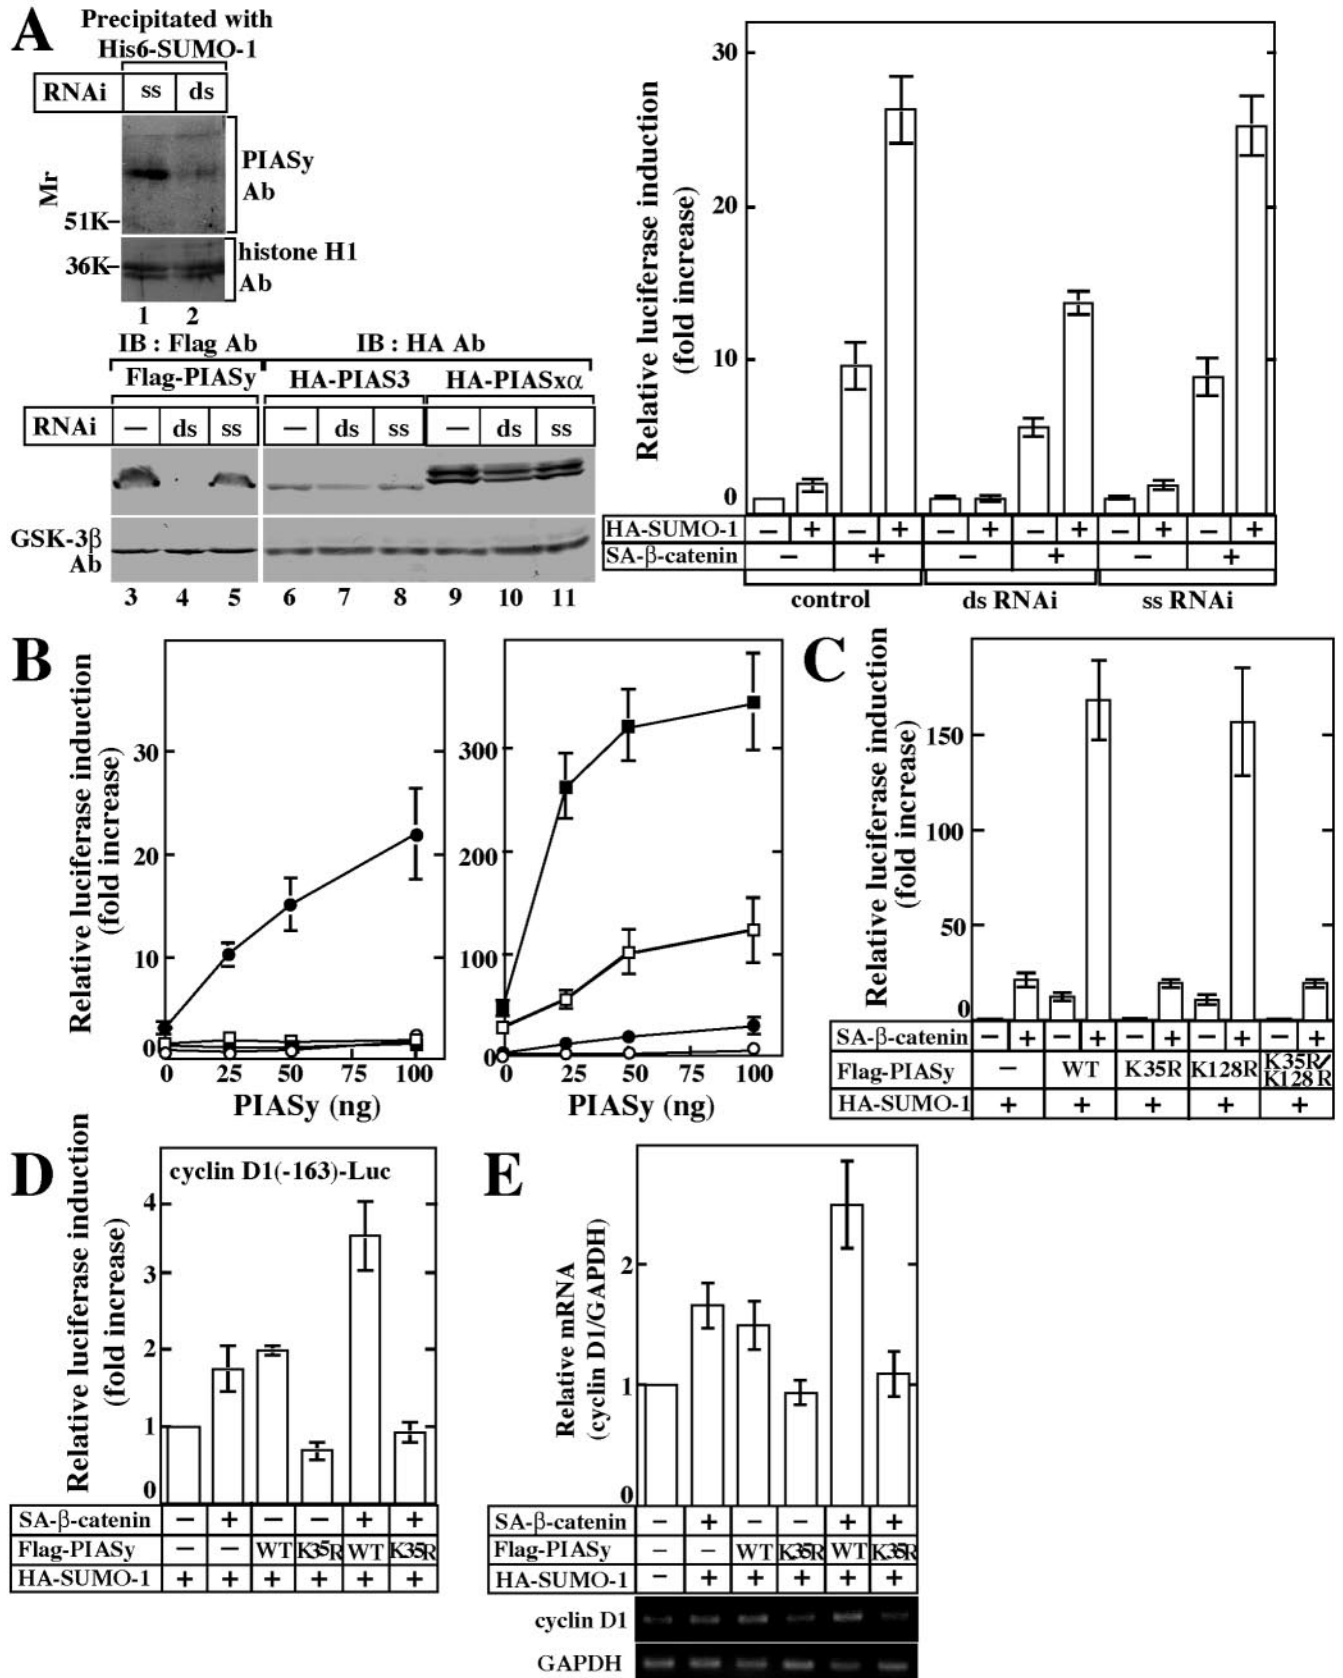 A
Precipitated with
His6-SUMO-1
RNAi ss ds
Mr
PIASy
Ab
51K
histone H1
Ab
36K
1 2
IB : Flag Ab IB : HA Ab
Flag-PIASy HA-PIAS3 HA-PIASxα
RNAi — ds ss — ds ss — ds ss
GSK-3β
Ab
3 4 5 6 7 8 9 10 11
Relative luciferase induction
(fold increase)
30
20
10
0
HA-SUMO-1 − + − + − + − + − + − +
SA-β-catenin − + − + − +
control ds RNAi ss RNAi
B
Relative luciferase induction
(fold increase)
30
20
10
0
0 25 50 75 100
PIASy (ng)
300
200
100
0
0 25 50 75 100
PIASy (ng)
C
Relative luciferase induction
(fold increase)
150
100
50
0
SA-β-catenin − + − + − + − + − +
Flag-PIASy − WT K35R K128R K35R/
K128R
HA-SUMO-1 + + + + +
D
Relative luciferase induction
(fold increase)
cyclin D1(-163)-Luc
4
3
2
1
0
SA-β-catenin − + − − + +
Flag-PIASy − − WT K35R WT K35R
HA-SUMO-1 + + + + + +
E
Relative mRNA
(cyclin D1/GAPDH)
2
1
0
SA-β-catenin − + − − + +
Flag-PIASy − − WT K35R WT K35R
HA-SUMO-1 − + + + + +
cyclin D1
GAPDH